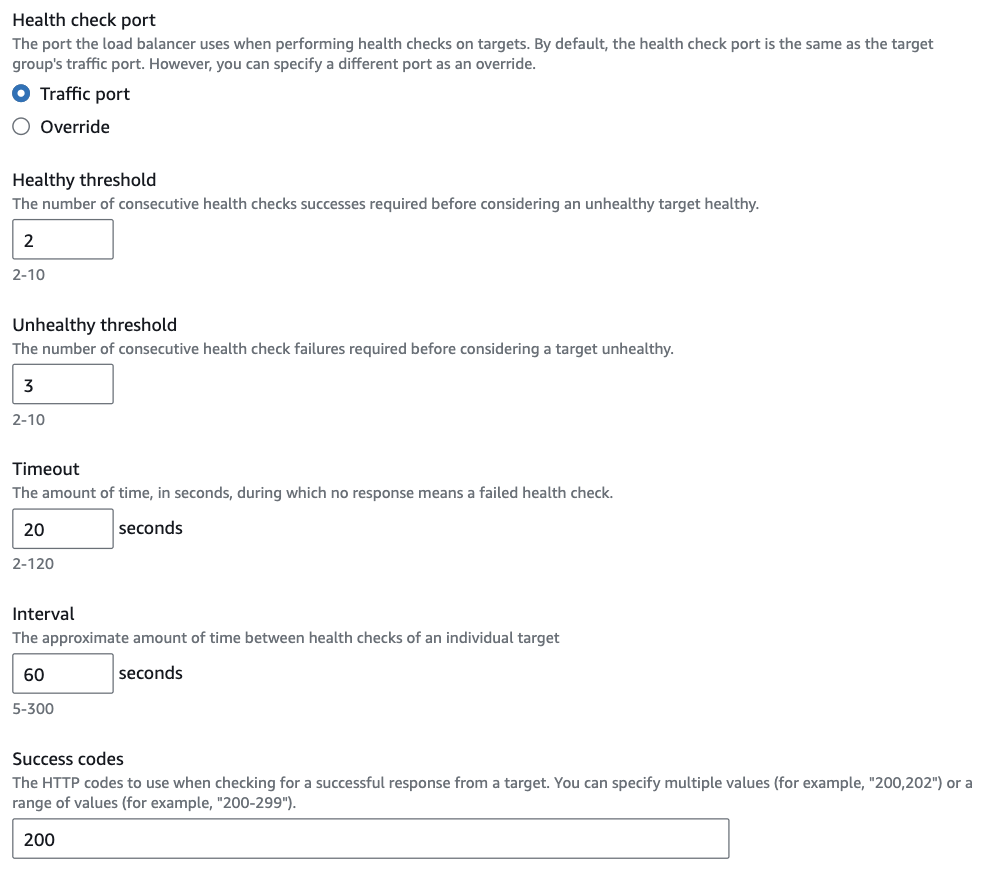 Health check port
The port the load balancer uses when performing health checks on targets. By default, the health check port is the same as the target
group's traffic port. However, you can specify a different port as an override.
Traffic port
Override
Healthy threshold
The number of consecutive health checks successes required before considering an unhealthy target healthy.
2
2-10
Unhealthy threshold
The number of consecutive health check failures required before considering a target unhealthy.
3
2-10
Timeout
The amount of time, in seconds, during which no response means a failed health check.
20 seconds
2-120
Interval
The approximate amount of time between health checks of an individual target
60 seconds
5-300
Success codes
The HTTP codes to use when checking for a successful response from a target. You can specify multiple values (for example, "200,202") or a
range of values (for example, "200-299").
200